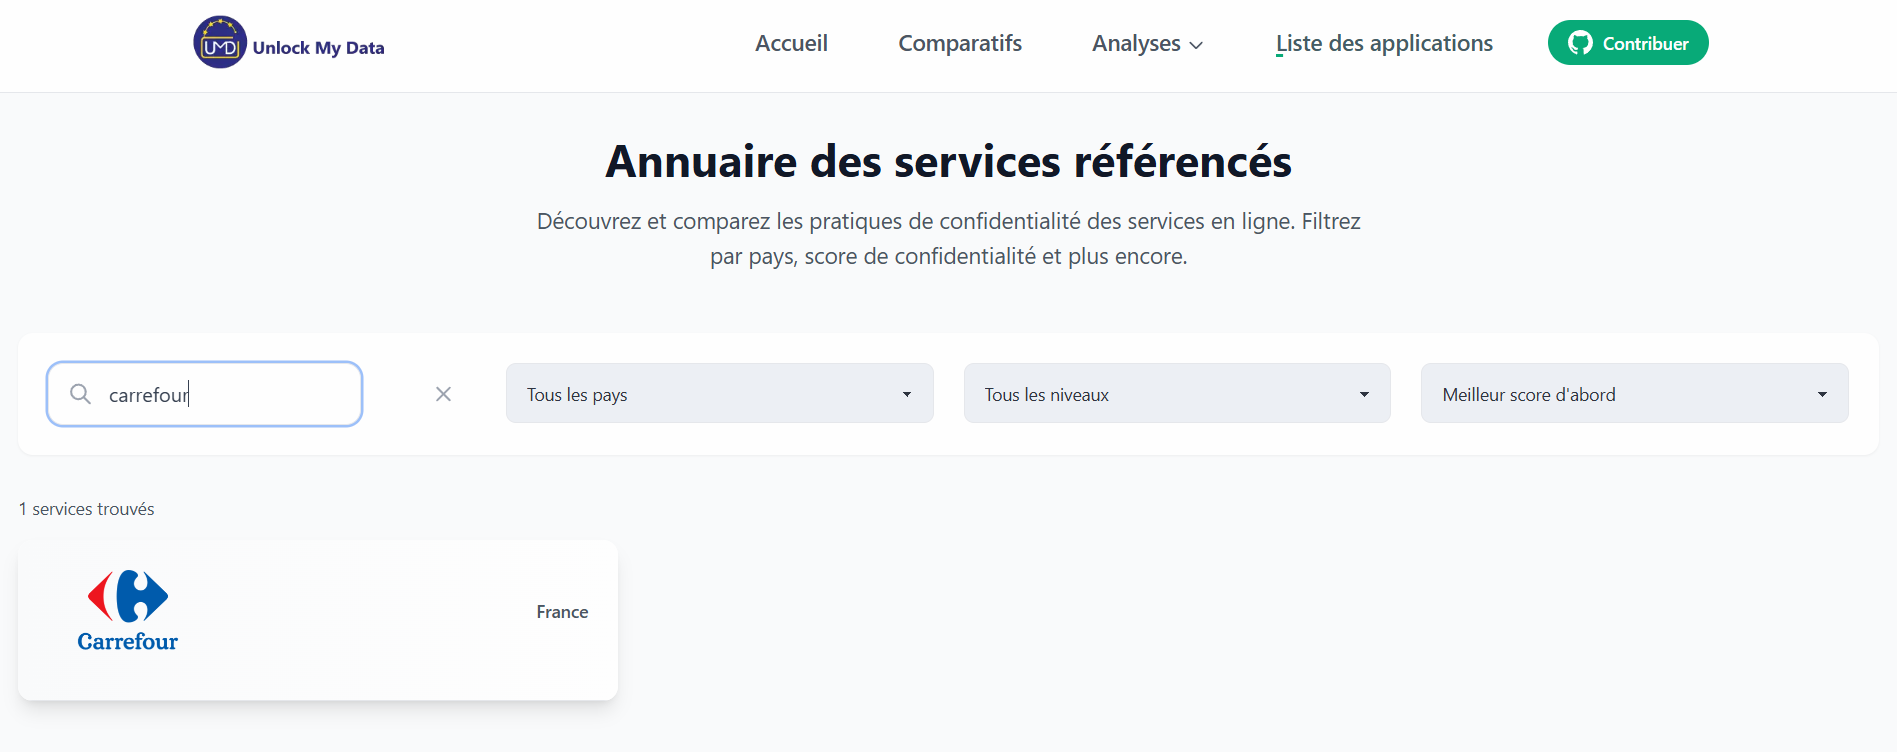 UMD Unlock My Data
Accueil
Comparatifs
Analyses
Liste des applications
Contribuer
Annuaire des services référencés
Découvrez et comparez les pratiques de confidentialité des services en ligne. Filtrez
par pays, score de confidentialité et plus encore.
carrefour
Tous les pays
Tous les niveaux
Meilleur score d'abord
1 services trouvés
Carrefour
France